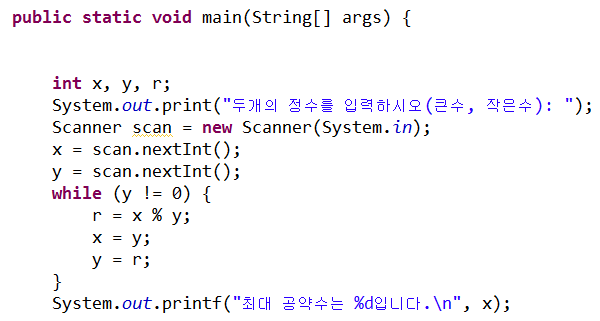 public static void main(String[] args) {
int x, y, r;
System.out.print("두개의 정수를 입력하시오(큰수, 작은수): ");
Scanner scan = new Scanner(System.in);
x = scan.nextInt();
y = scan.nextInt();
while (y != 0) {
r = x % y;
x = y;
y = r;
}
System.out.printf("최대 공약수는 %d입니다.\n", x);